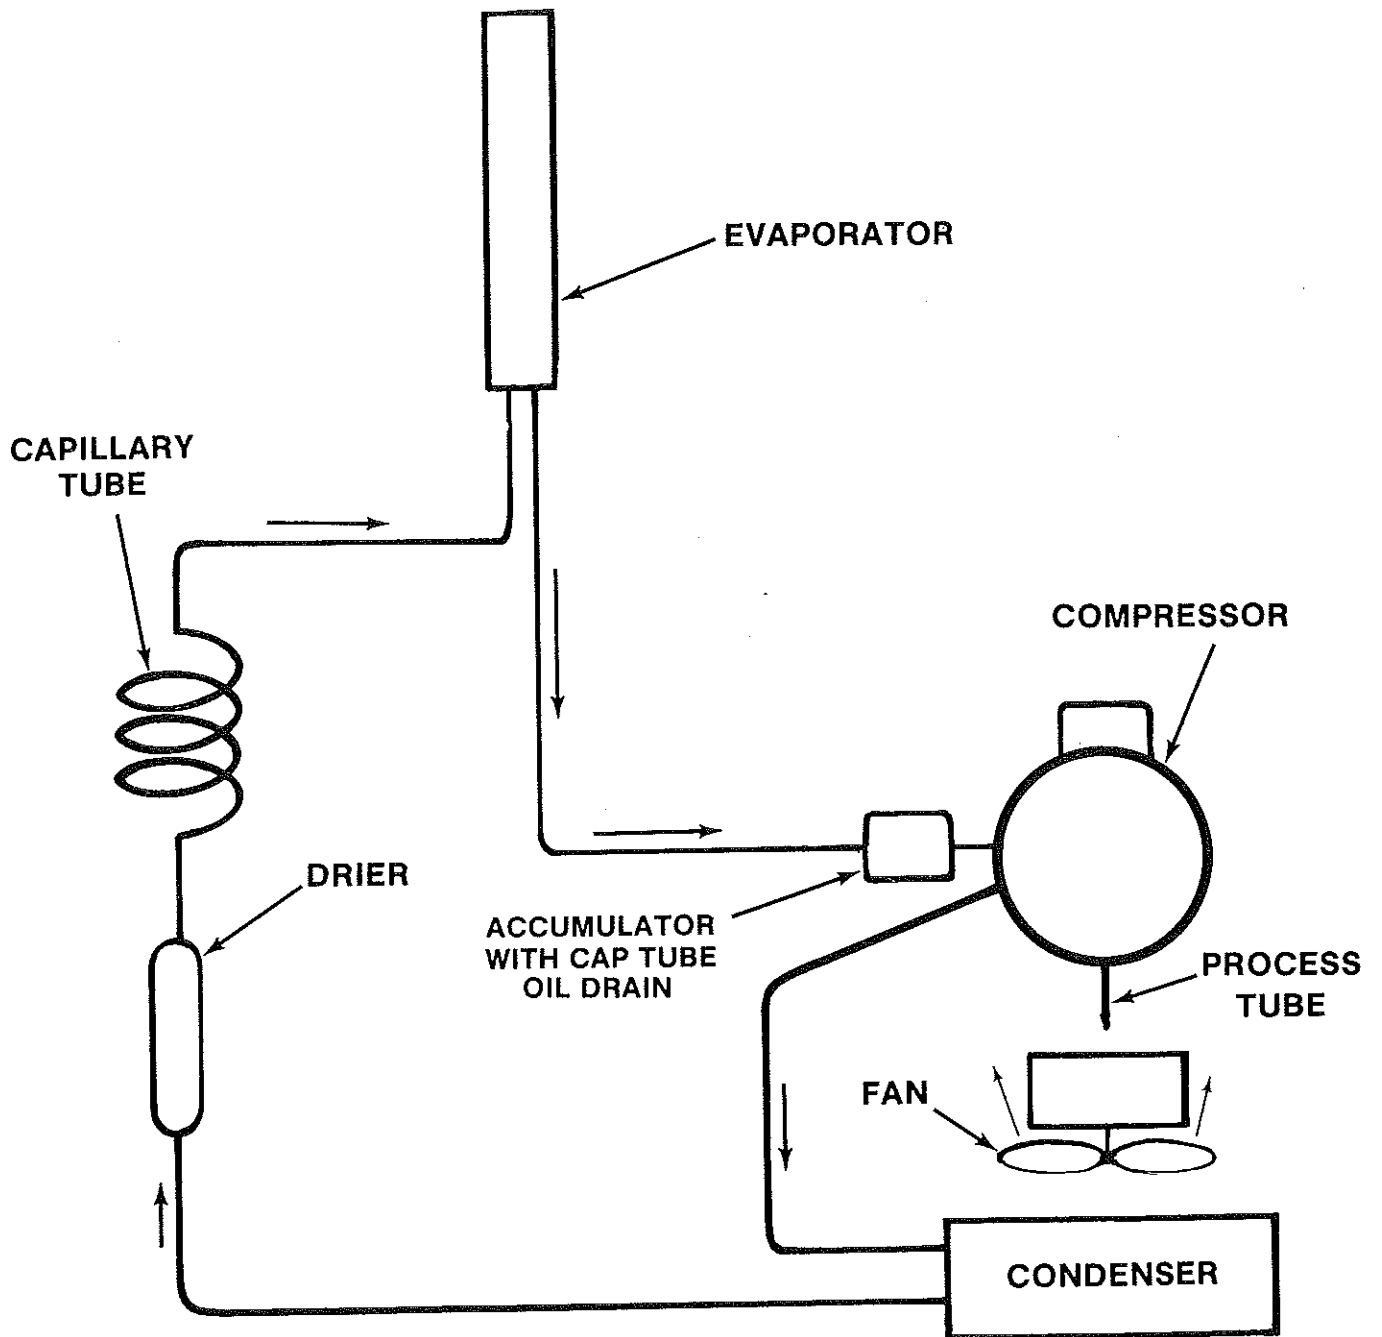 EVAPORATOR
CAPILLARY
TUBE
COMPRESSOR
DRIER
ACCUMULATOR
WITH CAP TUBE
OIL DRAIN
PROCESS
TUBE
FAN
CONDENSER